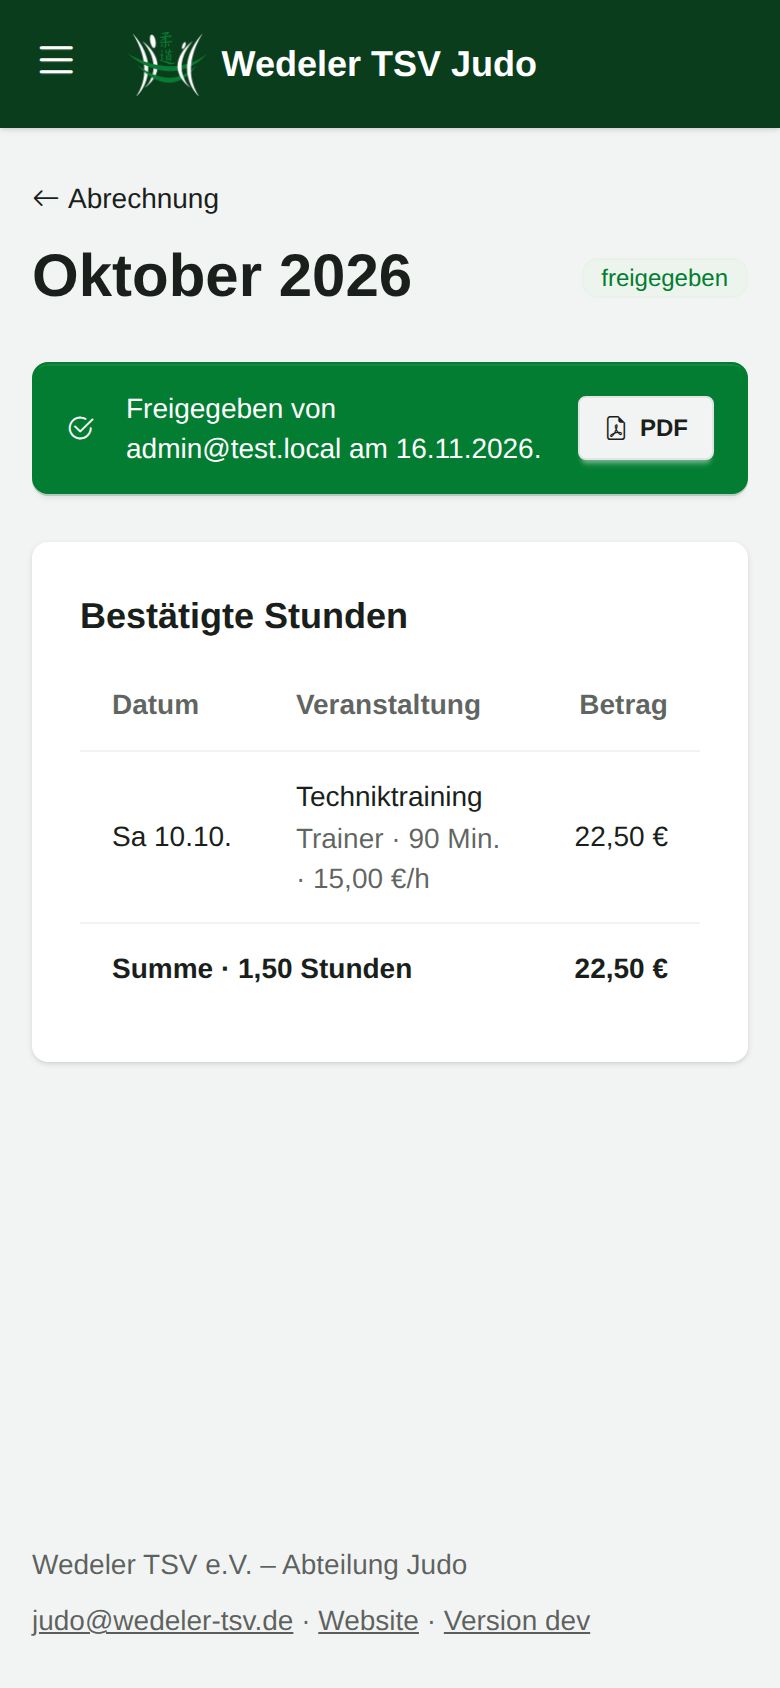 柔道
Wedeler TSV Judo
← Abrechnung
Oktober 2026
freigegeben
Freigegeben von
admin@test.local am 16.11.2026.
PDF
Bestätigte Stunden
Datum Veranstaltung Betrag
Techniktraining
Sa 10.10. Trainer · 90 Min. 22,50 €
· 15,00 €/h
Summe · 1,50 Stunden 22,50 €
Wedeler TSV e.V. – Abteilung Judo
judo@wedeler-tsv.de · Website · Version dev